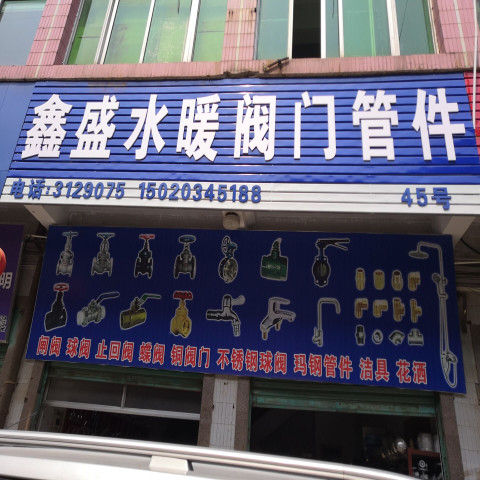 鑫盛水暖阀门管件
电话:3129075 15020345188 45号
闸阀 球阀 止回阀 蝶阀 铜阀门 不锈钢球阀 玛钢管件 洁具 花洒
明